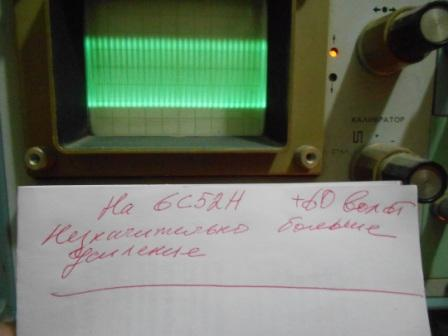 КАЛИБРАТОР
На 6С52Н +60 Вольт
Незначительно больше
Усиление